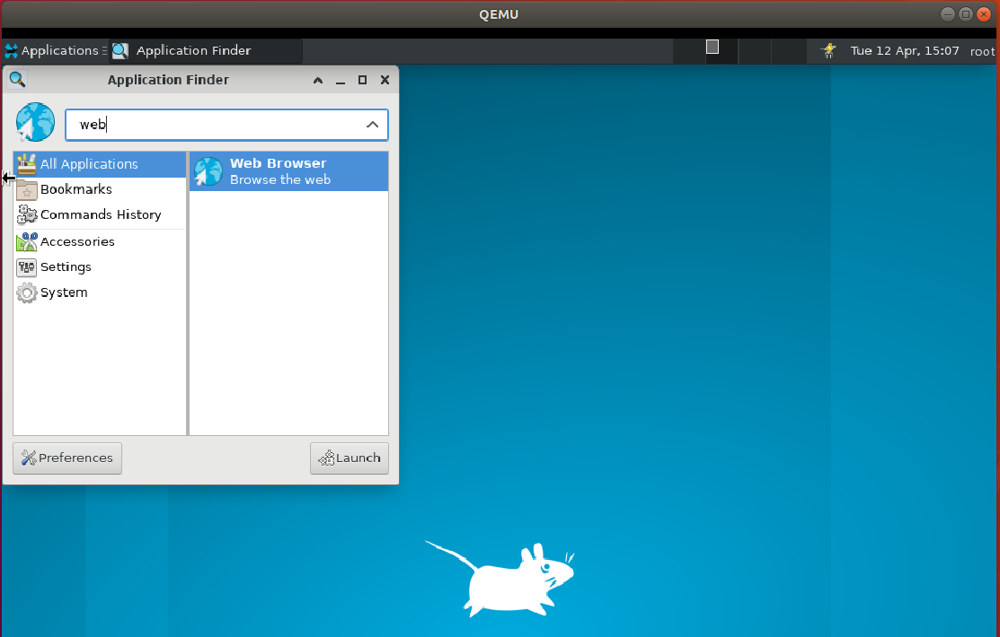 QEMU
Applications
Application Finder
Tue 12 Apr, 15:07
root
Application Finder
web
All Applications
Bookmarks
Commands History
Accessories
Settings
System
Web Browser
Browse the web
Preferences
Launch